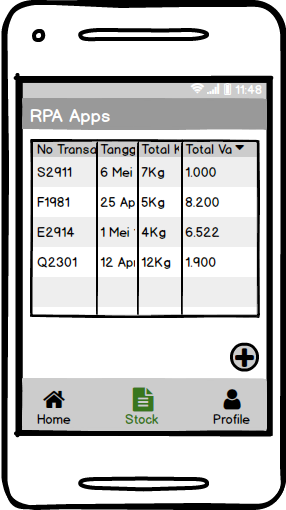 11:48
RPA Apps
No Transa Tangg Total K Total Va
S2911 6 Mei 7Kg 1.000
F1981 25 Ap 5Kg 8.200
E2914 1 Mei 4Kg 6.522
Q2301 12 Apr 12Kg 1.900
Home Stock Profile